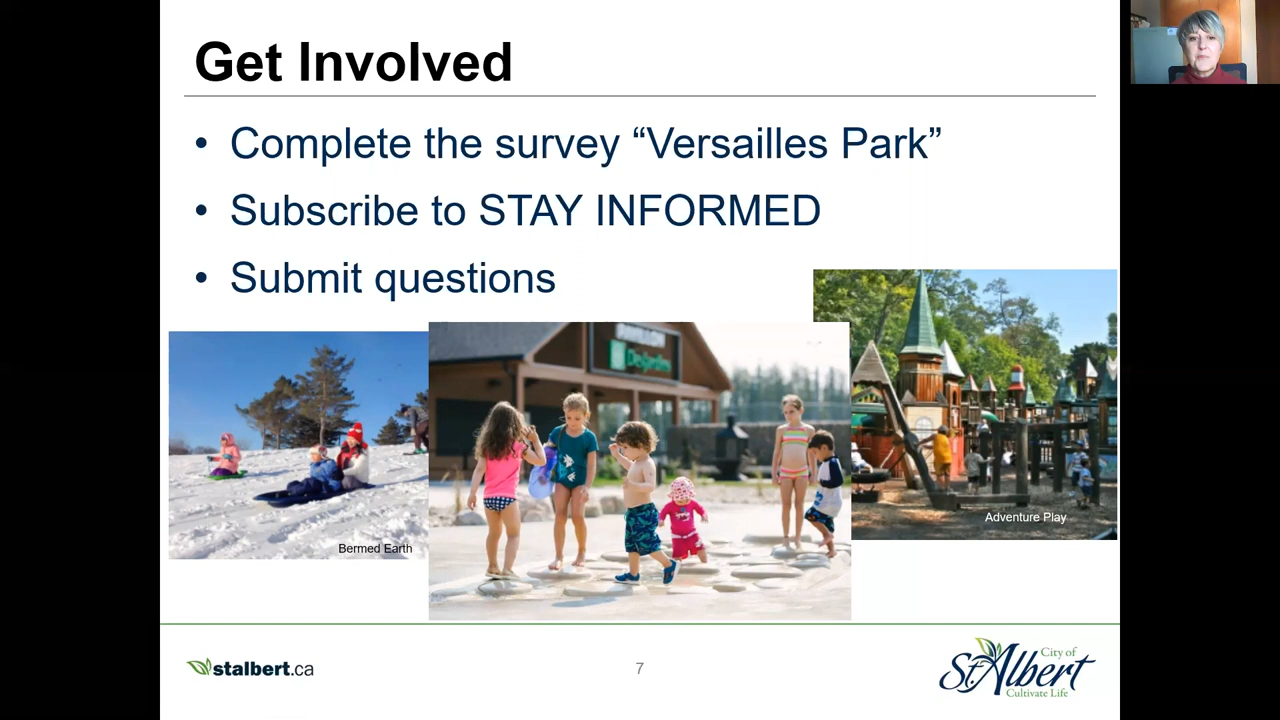 Get Involved
• Complete the survey “Versailles Park”
• Subscribe to STAY INFORMED
• Submit questions
Desjardins
Bermed Earth
Adventure Play
stalbert.ca
7
City of
St. Albert
Cultivate Life